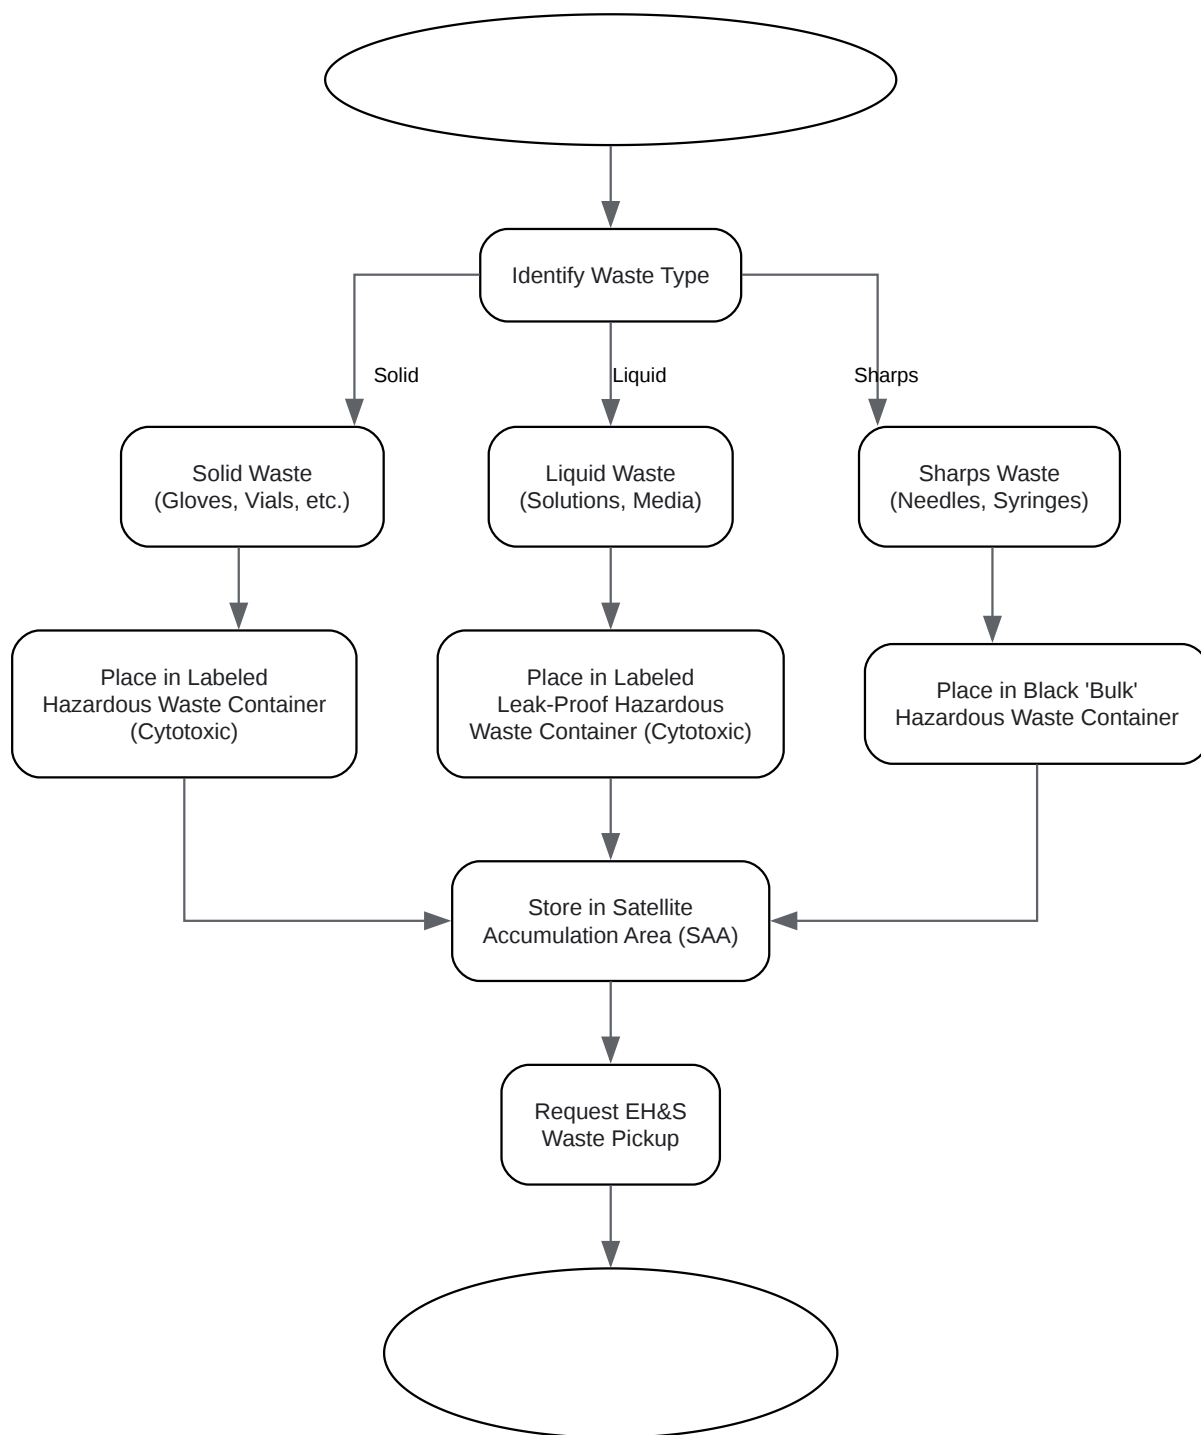 Identify Waste Type
Solid
Liquid
Sharps
Solid Waste
(Gloves, Vials, etc.)
Liquid Waste
(Solutions, Media)
Sharps Waste
(Needles, Syringes)
Place in Labeled
Hazardous Waste Container
(Cytotoxic)
Place in Labeled
Leak-Proof Hazardous
Waste Container (Cytotoxic)
Place in Black 'Bulk'
Hazardous Waste Container
Store in Satellite
Accumulation Area (SAA)
Request EH&S
Waste Pickup